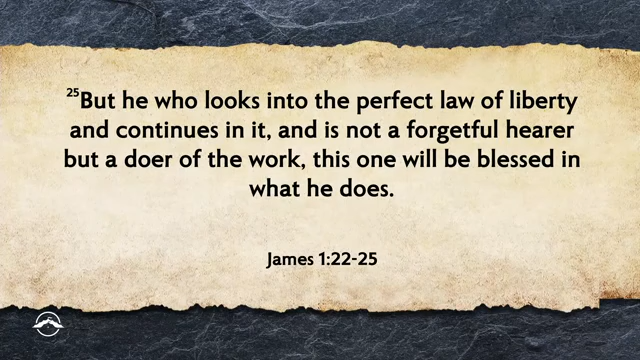 25But he who looks into the perfect law of liberty
and continues in it, and is not a forgetful hearer
but a doer of the work, this one will be blessed in
what he does.
James 1:22-25